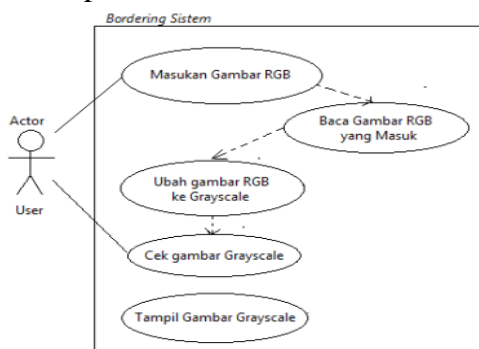 Bordering Sistem
Masukan Gambar RGB
Actor
Baca Gambar RGB
yang Masuk
User
Ubah gambar RGB
ke Grayscale
Cek gambar Grayscale
Tampil Gambar Grayscale